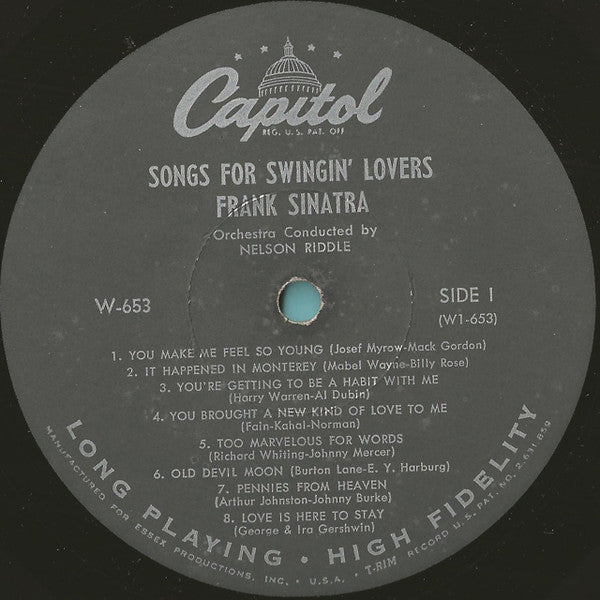 Capitol
REG. U.S. PAT. OFF
SONGS FOR SWINGIN' LOVERS
FRANK SINATRA
Orchestra Conducted by
NELSON RIDDLE
W-653
SIDE 1
(W1-653)
1. YOU MAKE ME FEEL SO YOUNG (Josef Myrow-Mack Gordon)
2. IT HAPPENED IN MONTEREY (Mabel Wayne-Billy Rose)
3. YOU'RE GETTING TO BE A HABIT WITH ME
(Harry Warren-Al Dubin)
4. YOU BROUGHT A NEW KIND OF LOVE TO ME
(Fain-Kahal-Norman)
5. TOO MARVELOUS FOR WORDS
(Richard Whiting-Johnny Mercer)
6. OLD DEVIL MOON (Burton Lane-E. Y. Harburg)
7. PENNIES FROM HEAVEN
(Arthur Johnston-Johnny Burke)
8. LOVE IS HERE TO STAY
(George & Ira Gershwin)
LONG PLAYING · HIGH FIDELITY
MANUFACTURED FOR ESSEX PRODUCTIONS, INC. · U.S.A. · T-RIM RECORD U.S. PAT. NO. 2,631,859